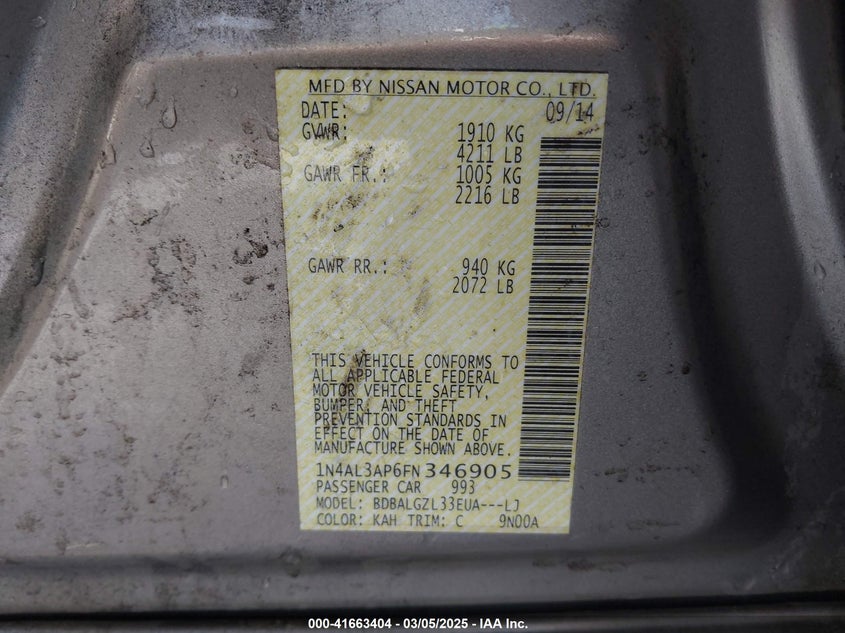 MFD BY NISSAN MOTOR CO., LTD.
DATE: 09/14
GVWR: 1910 KG
4211 LB
GAWR FR.: 1005 KG
2216 LB
GAWR RR.: 940 KG
2072 LB
THIS VEHICLE CONFORMS TO
ALL APPLICABLE FEDERAL
MOTOR VEHICLE SAFETY,
BUMPER, AND THEFT
PREVENTION STANDARDS IN
EFFECT ON THE DATE OF
MANUFACTURE SHOWN ABOVE.
1N4AL3AP6FN346905
PASSENGER CAR 993
MODEL: BDBALGZL33EUA---LJ
COLOR: KAH TRIM: C 9N00A
000-41663404 — 03/05/2025 — IAA Inc.